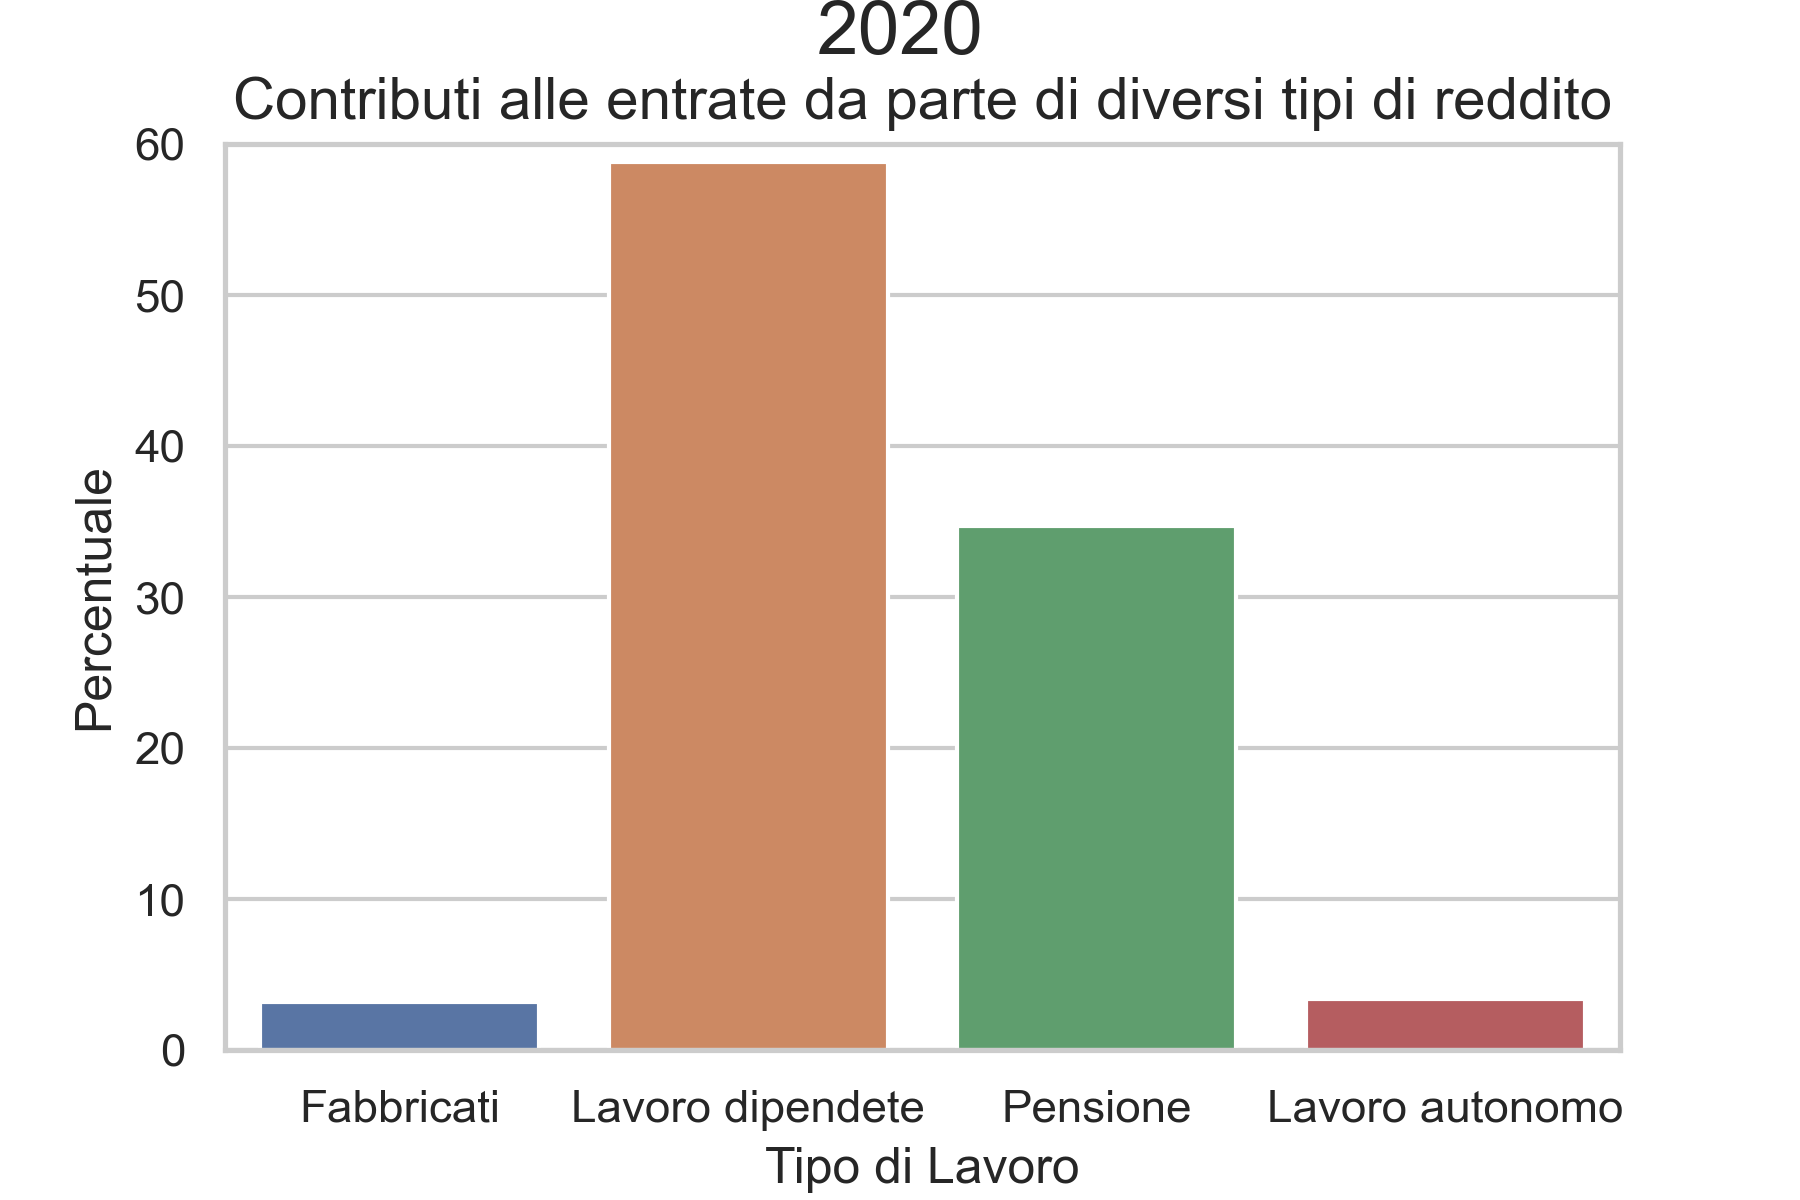 2020
Contributi alle entrate da parte di diversi tipi di reddito
60
50
40
30
20
10
0
Percentuale
Fabbricati
Lavoro dipendete
Pensione
Lavoro autonomo
Tipo di Lavoro